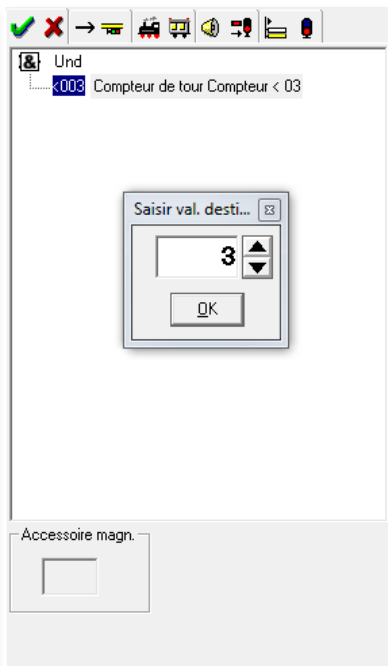 & Und
<003 Compteur de tour Compteur < 03
Saisir val. desti...
3
OK
Accessoire magn.